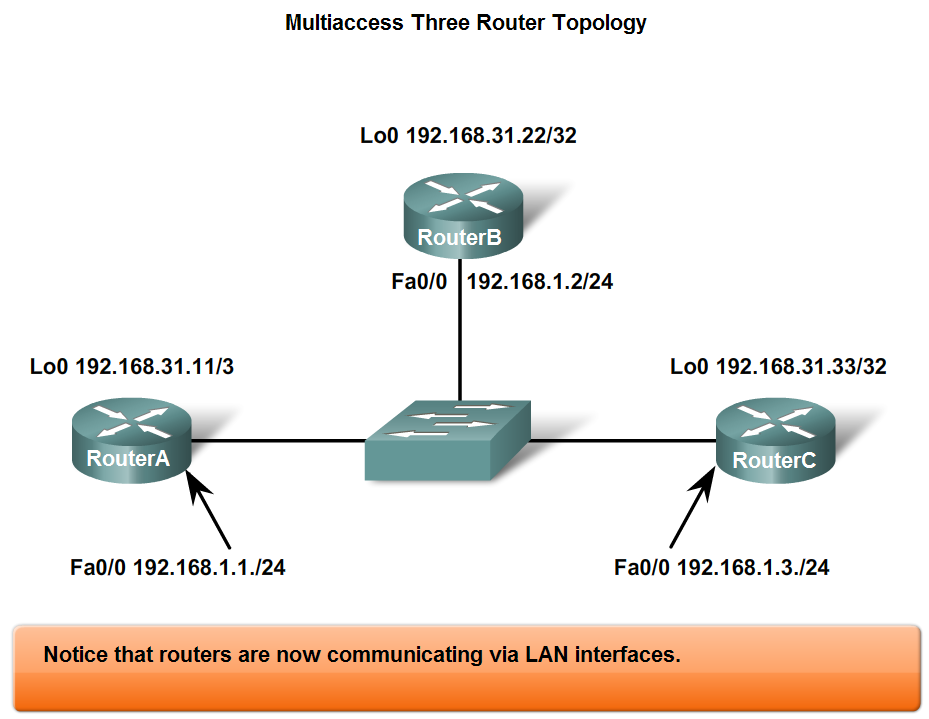 Multiaccess Three Router Topology
Lo0 192.168.31.22/32
RouterB
Fa0/0 192.168.1.2/24
Lo0 192.168.31.11/3
Lo0 192.168.31.33/32
RouterA
RouterC
Fa0/0 192.168.1.1./24
Fa0/0 192.168.1.3./24
Notice that routers are now communicating via LAN interfaces.